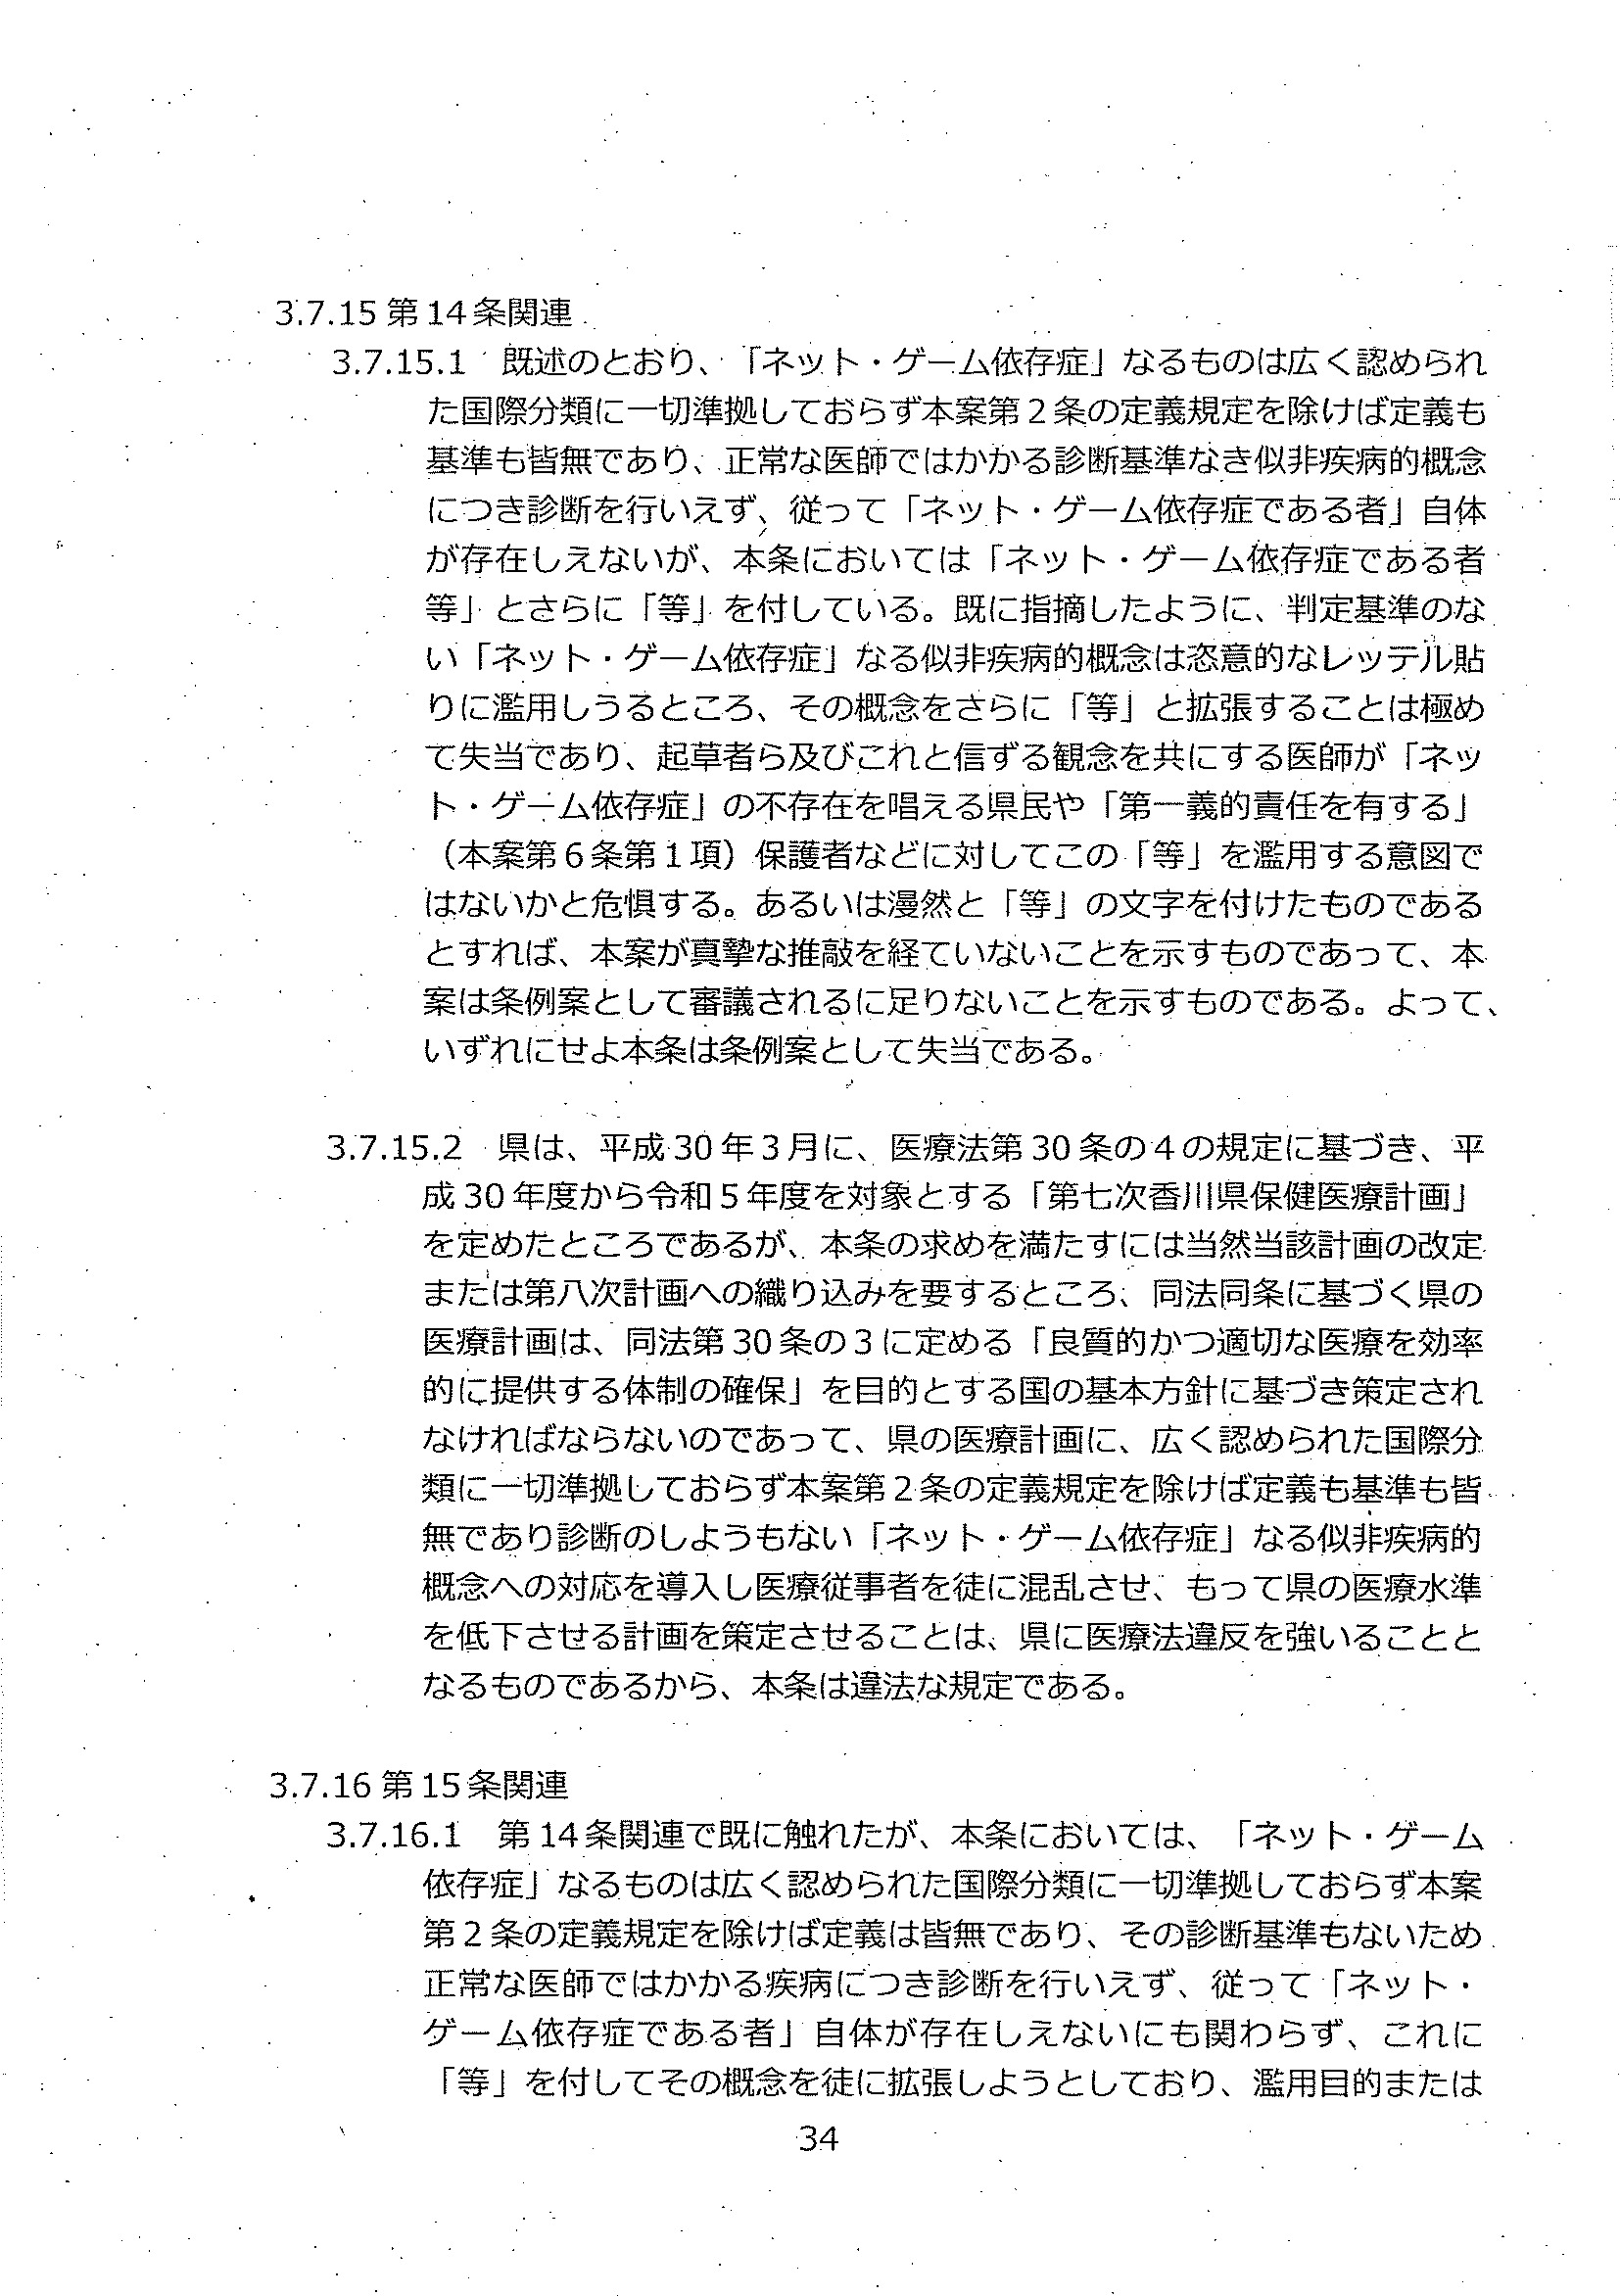 3.7.15 第14条関連
3.7.15.1 既述のとおり、「ネット・ゲーム依存症」なるものは広く認められ
た国際分類に一切準拠しておらず本案第2条の定義規定を除けば定義も
基準も皆無であり、正常な医師ではかかる診断基準なき似非疾病的概念
につき診断を行いえず、従って「ネット・ゲーム依存症である者」自体
が存在しえないが、本条においては「ネット・ゲーム依存症である者
等」とさらに「等」を付している。既に指摘したように、判定基準のな
い「ネット・ゲーム依存症」なる似非疾病的概念は恣意的なレッテル貼
りに濫用しうるところ、その概念をさらに「等」と拡張することは極め
て失当であり、起草者ら及びこれと信ずる観念を共にする医師が「ネッ
ト・ゲーム依存症」の不存在を唱える県民や「第一義的責任を有する」
（本案第6条第1項）保護者などに対してこの「等」を濫用する意図で
はないかと危惧する。あるいは漫然と「等」の文字を付けたものである
とすれば、本案が真摯な推敲を経ていないことを示すものであって、本
案は条例案として審議されるに足りないことを示すものである。よって、
いずれにせよ本条は条例案として失当である。
3.7.15.2 県は、平成30年3月に、医療法第30条の4の規定に基づき、平
成30年度から令和5年度を対象とする「第七次香川県保健医療計画」
を定めたところであるが、本条の求めを満たすには当然当該計画の改定
または第八次計画への織り込みを要するところ、同法同条に基づく県の
医療計画は、同法第30条の3に定める「良質的かつ適切な医療を効率
的に提供する体制の確保」を目的とする国の基本方針に基づき策定され
なければならないのであって、県の医療計画に、広く認められた国際分
類に一切準拠しておらず本案第2条の定義規定を除けば定義も基準も皆
無であり診断のしようもない「ネット・ゲーム依存症」なる似非疾病的
概念への対応を導入し医療従事者を徒に混乱させ、もって県の医療水準
を低下させる計画を策定させることは、県に医療法違反を強いることと
なるものであるから、本条は違法な規定である。
3.7.16 第15条関連
3.7.16.1 第14条関連で既に触れたが、本条においては、「ネット・ゲーム
依存症」なるものは広く認められた国際分類に一切準拠しておらず本案
第2条の定義規定を除けば定義は皆無であり、その診断基準もないため
正常な医師ではかかる疾病につき診断を行いえず、従って「ネット・
ゲーム依存症である者」自体が存在しえないにも関わらず、これに
「等」を付してその概念を徒に拡張しようとしており、濫用目的または
34